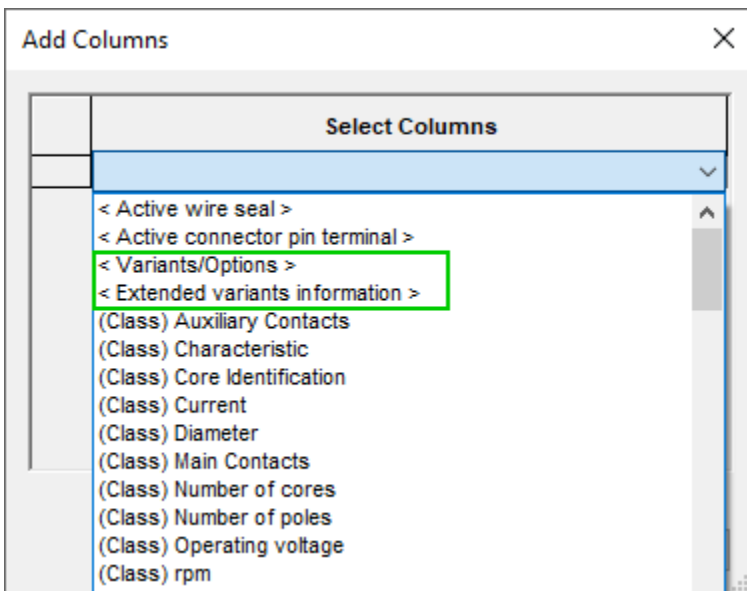 Add Columns
Select Columns
< Active wire seal >
< Active connector pin terminal >
< Variants/Options >
< Extended variants information >
(Class) Auxiliary Contacts
(Class) Characteristic
(Class) Core Identification
(Class) Current
(Class) Diameter
(Class) Main Contacts
(Class) Number of cores
(Class) Number of poles
(Class) Operating voltage
(Class) rpm